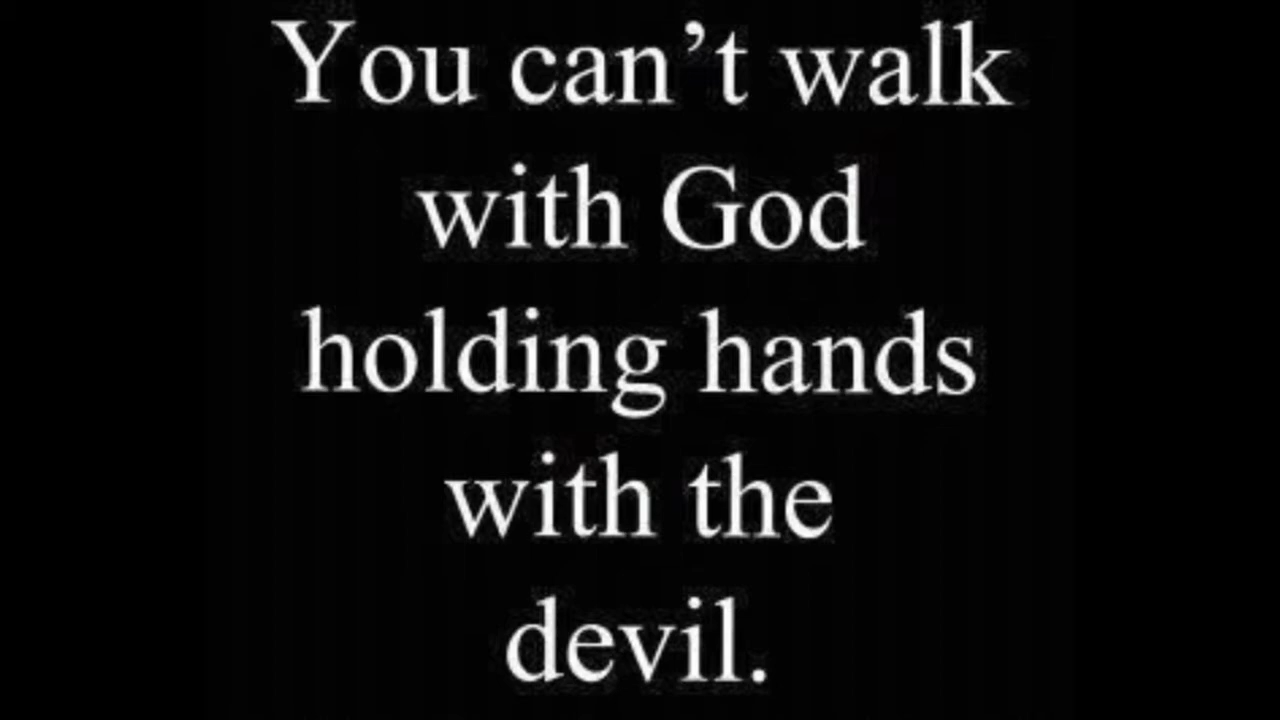 You can’t walk
with God
holding hands
with the
devil.